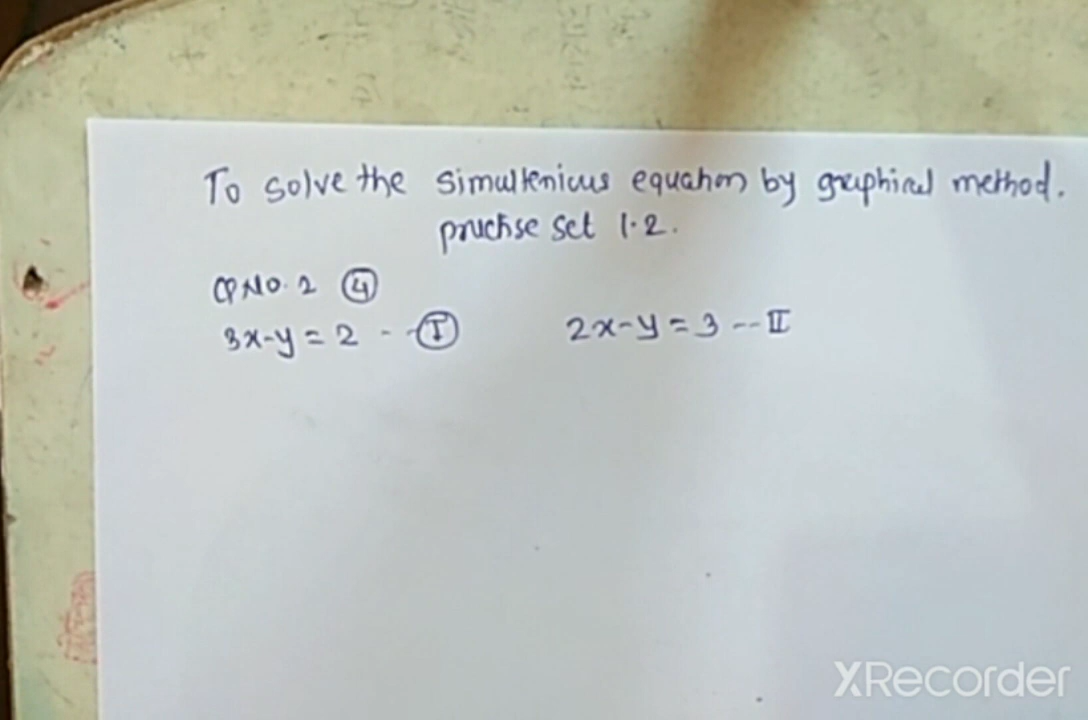 To solve the simultenious equation by graphical method.
practise set 1.2.
Q NO. 2 ④
3x-y = 2 - - Ⓘ 2x-y = 3 -- II
XRecorder